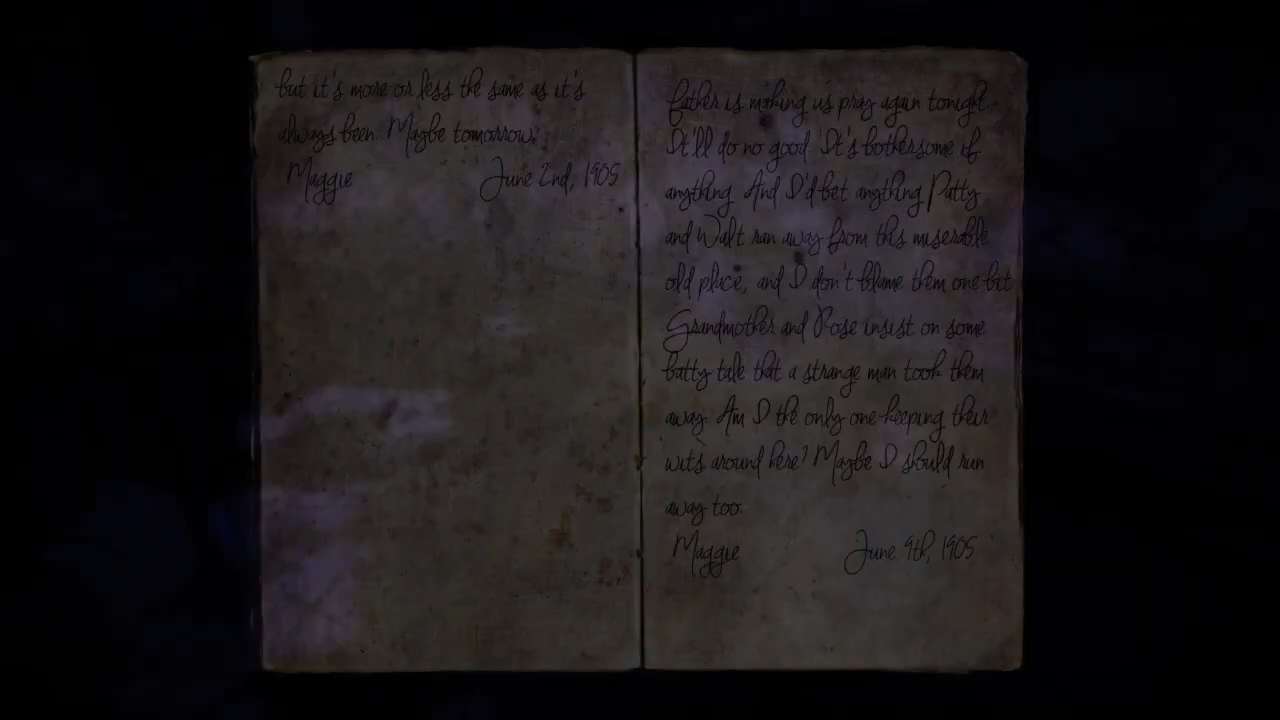 but it's more or less the same as it's
always been. Maybe tomorrow.
Maggie June 2nd, 1905
Father is making us pray again tonight.
It'll do no good. It's bothersome if
anything. And I'd bet anything Patty
and Walt ran away from this miserable
old place, and I don't blame them one bit.
Grandmother and Rose insist on some
batty tale that a strange man took them
away. Am I the only one keeping their
wits around here? Maybe I should run
away too.
Maggie June 9th, 1905